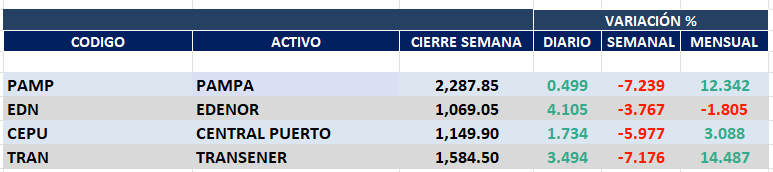 VARIACIÓN %
CODIGO ACTIVO CIERRE SEMANA DIARIO SEMANAL MENSUAL
PAMP PAMPA 2,287.85 0.499 -7.239 12.342
EDN EDENOR 1,069.05 4.105 -3.767 -1.805
CEPU CENTRAL PUERTO 1,149.90 1.734 -5.977 3.088
TRAN TRANSENER 1,584.50 3.494 -7.176 14.487